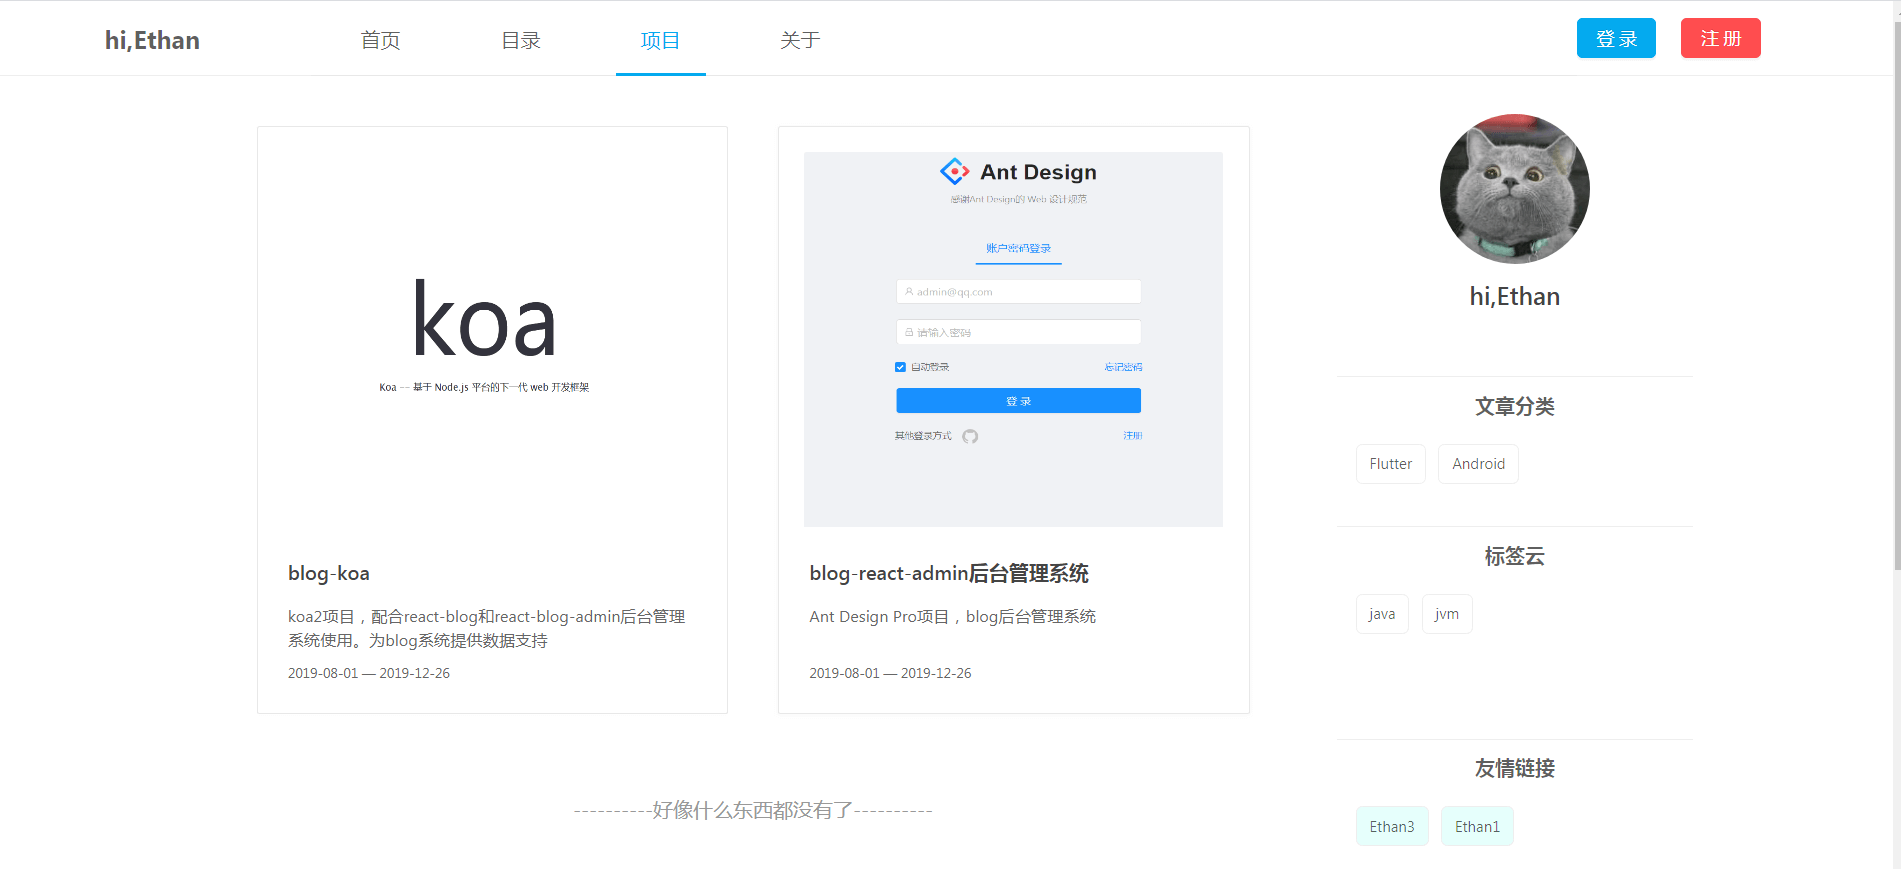 hi,Ethan
首页
目录
项目
关于
登 录
注 册
koa
Koa -- 基于 Node.js 平台的下一代 web 开发框架
blog-koa
koa2项目，配合react-blog和react-blog-admin后台管理
系统使用。为blog系统提供数据支持
2019-08-01 — 2019-12-26
Ant Design
感谢Ant Design的 Web 设计规范
账户密码登录
admin@qq.com
请输入密码
自动登录
忘记密码
登 录
其他登录方式
注册
blog-react-admin后台管理系统
Ant Design Pro项目，blog后台管理系统
2019-08-01 — 2019-12-26
----------好像什么东西都没有了----------
hi,Ethan
文章分类
Flutter
Android
标签云
java
jvm
友情链接
Ethan3
Ethan1